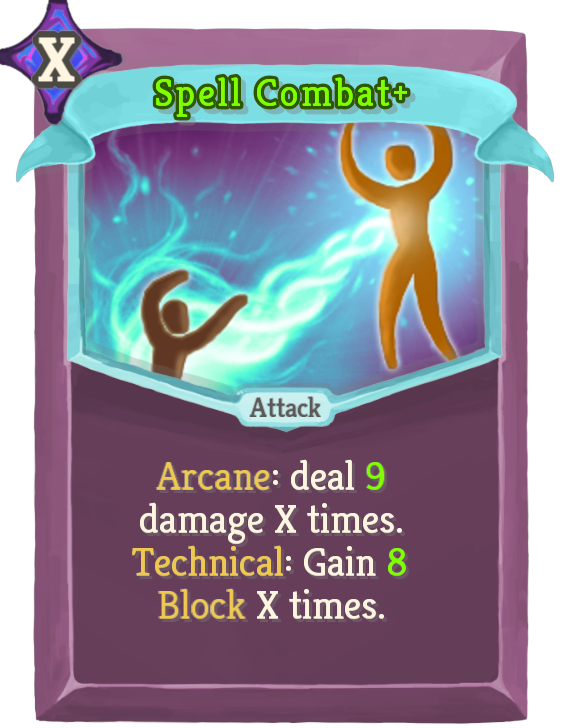 X
Spell Combat+
Attack
Arcane: deal 9
damage X times.
Technical: Gain 8
Block X times.